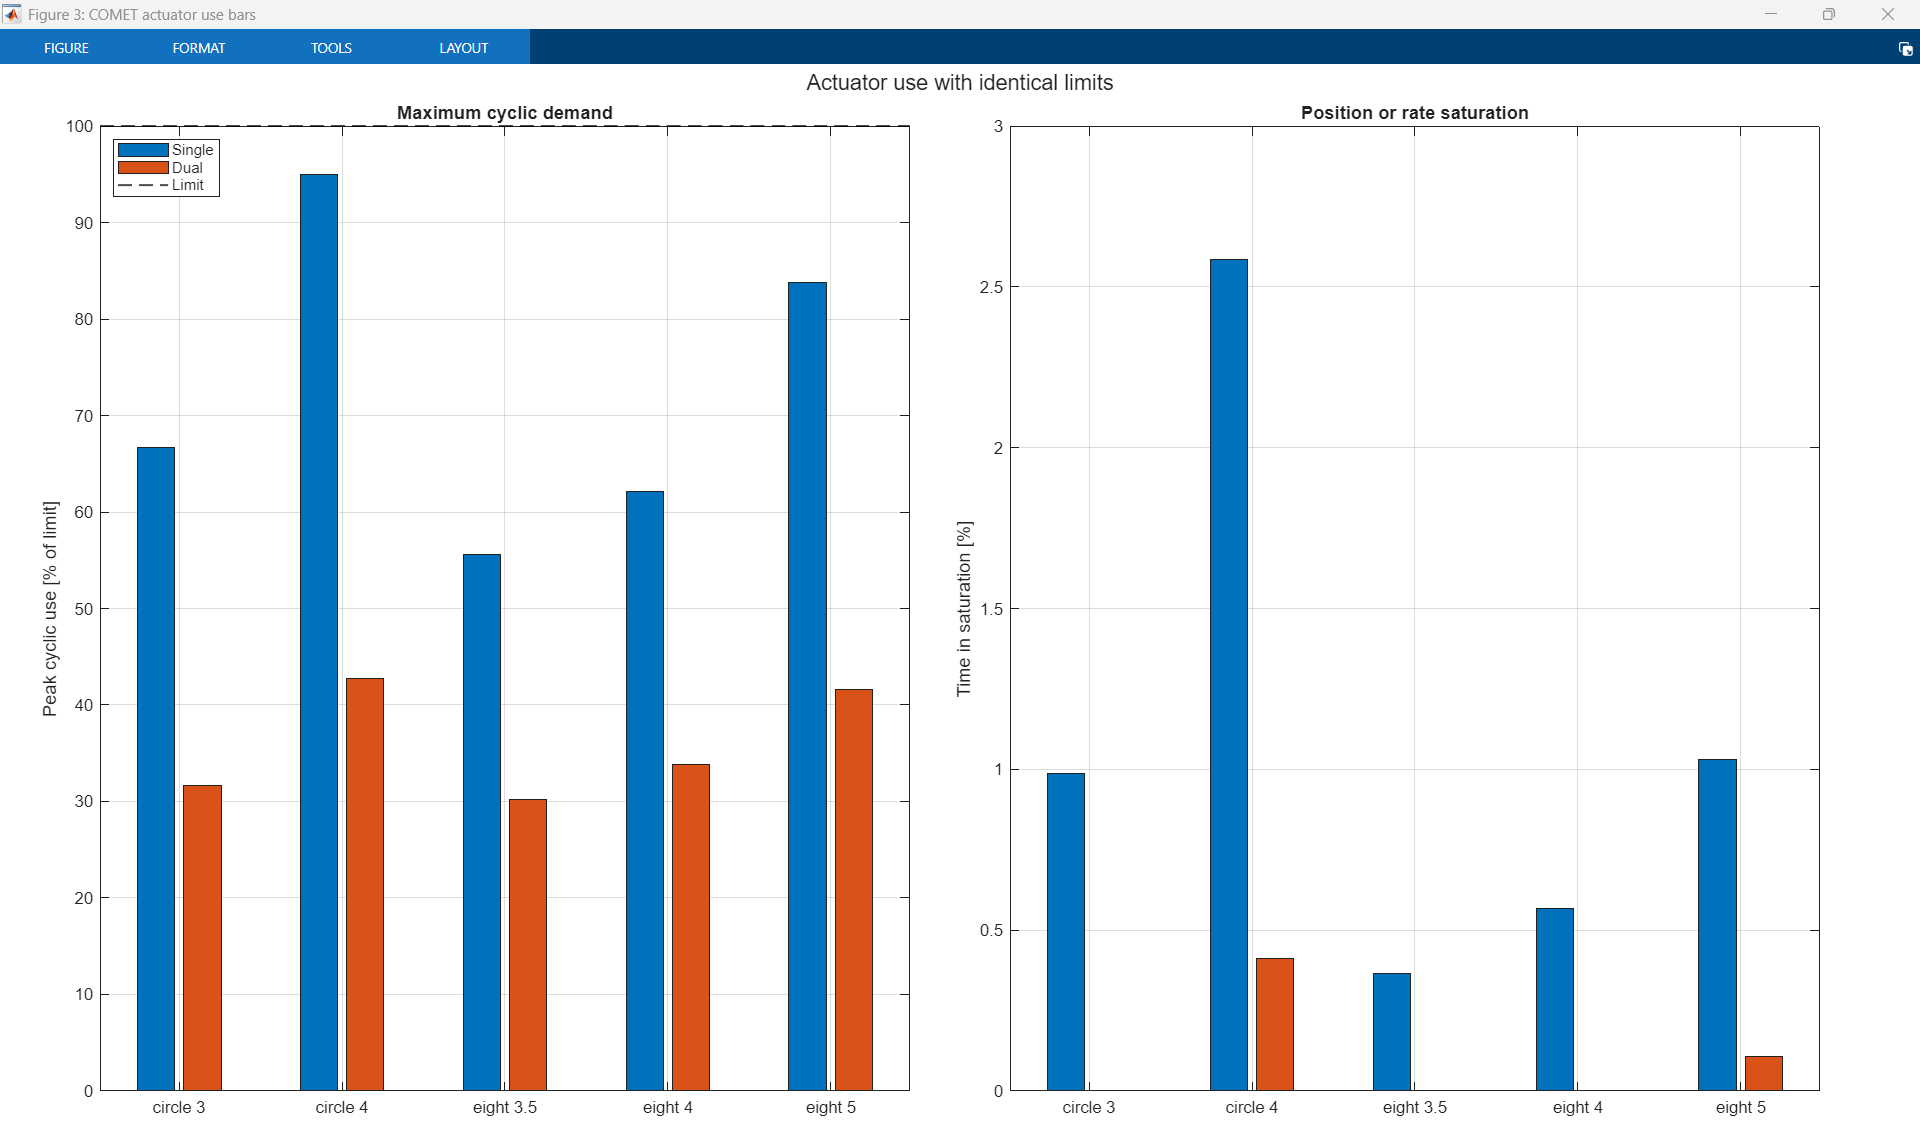 Figure 3: COMET actuator use bars
FIGURE FORMAT TOOLS LAYOUT
Actuator use with identical limits
Maximum cyclic demand
Peak cyclic use [% of limit]
100
90
80
70
60
50
40
30
20
10
0
Single
Dual
Limit
circle 3 circle 4 eight 3.5 eight 4 eight 5
Position or rate saturation
Time in saturation [%]
3
2.5
2
1.5
1
0.5
0
circle 3 circle 4 eight 3.5 eight 4 eight 5